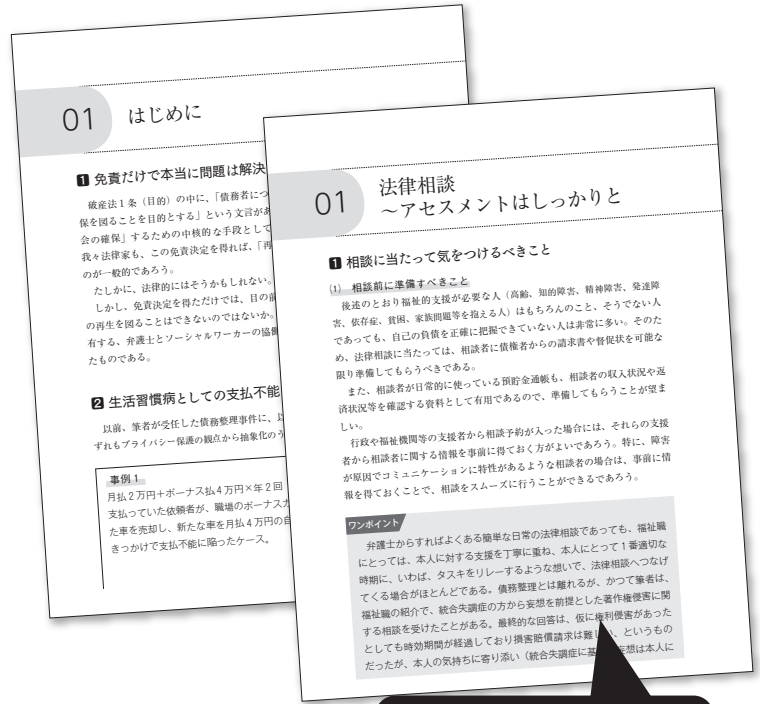 01 はじめに
1 免責だけで本当に問題は解決
破産法1条(目的)の中に、「債務者につ
保を図ることを目的とする」という文言があ
会の確保」するための中核的な手段として
我々法律家も、この免責決定を得れば、「再
のが一般的であろう。
たしかに、法律的にはそうかもしれない。
しかし、免責決定を得ただけでは、目の前
の再生を図ることはできないのではないか。
有する、弁護士とソーシャルワーカーの協働
たものである。
2 生活習慣病としての支払不能
以前、筆者が受任した債務整理事件に、以
ずれもプライバシー保護の観点から抽象化のう
事例1
月払2万円+ボーナス払4万円×年2回
支払っていた依頼者が、職場のボーナスカ
た車を売却し、新たな車を月払4万円の自
きっかけで支払不能に陥ったケース。
01 法律相談
~アセスメントはしっかりと
1 相談に当たって気をつけるべきこと
(1) 相談前に準備すべきこと
後述のとおり福祉的支援が必要な人(高齢、知的障害、精神障害、発達障
害、依存症、貧困、家族問題等を抱える人)はもちろんのこと、そうでない人
であっても、自己の負債を正確に把握できていない人は非常に多い。そのた
め、法律相談に当たっては、相談者に債権者からの請求書や督促状を可能な
限り準備してもらうべきである。
また、相談者が日常的に使っている預貯金通帳も、相談者の収入状況や返
済状況等を確認する資料として有用であるので、準備してもらうことが望ま
しい。
行政や福祉機関等の支援者から相談予約が入った場合には、それらの支援
者から相談者に関する情報を事前に得ておく方がよいであろう。特に、障害
が原因でコミュニケーションに特性があるような相談者の場合は、事前に情
報を得ておくことで、相談をスムーズに行うことができるであろう。
ワンポイント
弁護士からすればよくある簡単な日常の法律相談であっても、福祉職
にとっては、本人に対する支援を丁寧に重ね、本人にとって1番適切な
時期に、いわば、タスキをリレーするような想いで、法律相談へつなげ
てくる場合がほとんどである。債務整理とは離れるが、かつて筆者は、
福祉職の紹介で、統合失調症の方から妄想を前提とした著作権侵害に関
する相談を受けたことがある。最終的な回答は、仮に権利侵害があった
としても時効期間が経過しており損害賠償請求は難し、というもの
だったが、本人の気持ちに寄り添い(統合失調症に基 妄想は本人に